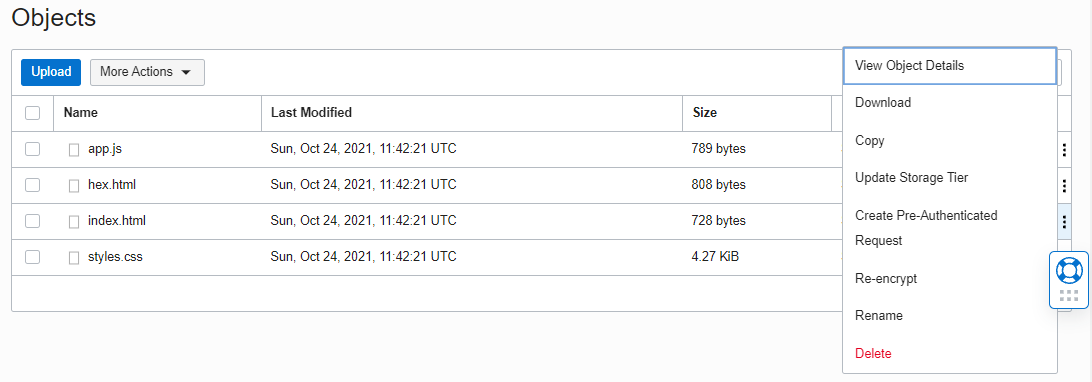 Objects
Upload
More Actions
Name
Last Modified
Size
app.js
Sun, Oct 24, 2021, 11:42:21 UTC
789 bytes
hex.html
Sun, Oct 24, 2021, 11:42:21 UTC
808 bytes
index.html
Sun, Oct 24, 2021, 11:42:21 UTC
728 bytes
styles.css
Sun, Oct 24, 2021, 11:42:21 UTC
4.27 KiB
View Object Details
Download
Copy
Update Storage Tier
Create Pre-Authenticated
Request
Re-encrypt
Rename
Delete